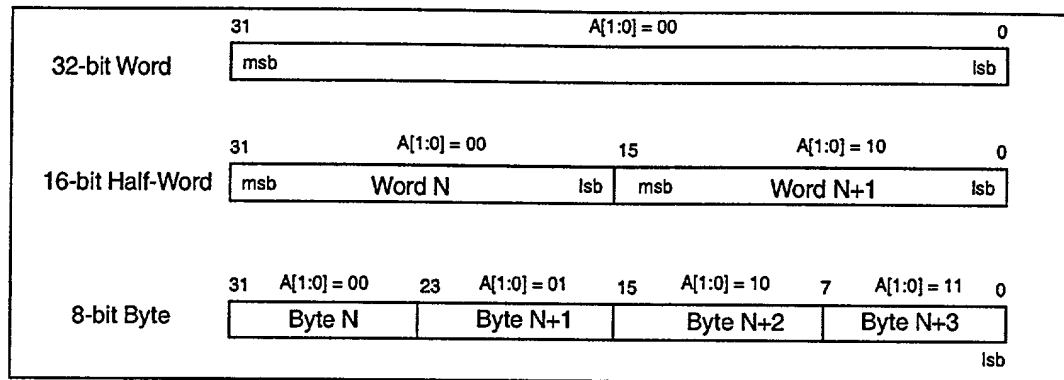 31 A[1:0] = 00 0
32-bit Word msb lsb
31 A[1:0] = 00 15 A[1:0] = 10 0
16-bit Half-Word msb Word N lsb msb Word N+1 lsb
31 A[1:0] = 00 23 A[1:0] = 01 15 A[1:0] = 10 7 A[1:0] = 11 0
8-bit Byte Byte N Byte N+1 Byte N+2 Byte N+3
lsb